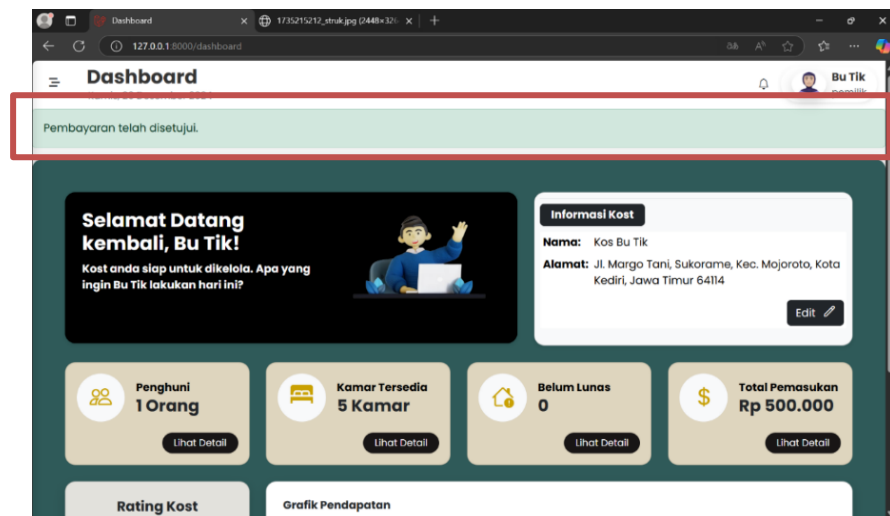 Dashboard
1735215212_struk.jpg (2448×326
127.0.0.1:8000/dashboard
Dashboard
Bu Tik
pemilik
Pembayaran telah disetujui.
Selamat Datang
kembali, Bu Tik!
Kost anda siap untuk dikelola. Apa yang
ingin Bu Tik lakukan hari ini?
Informasi Kost
Nama: Kos Bu Tik
Alamat: Jl. Margo Tani, Sukorame, Kec. Mojoroto, Kota
Kediri, Jawa Timur 64114
Edit
Penghuni
1 Orang
Lihat Detail
Kamar Tersedia
5 Kamar
Lihat Detail
Belum Lunas
0
Lihat Detail
Total Pemasukan
Rp 500.000
Lihat Detail
Rating Kost
Grafik Pendapatan